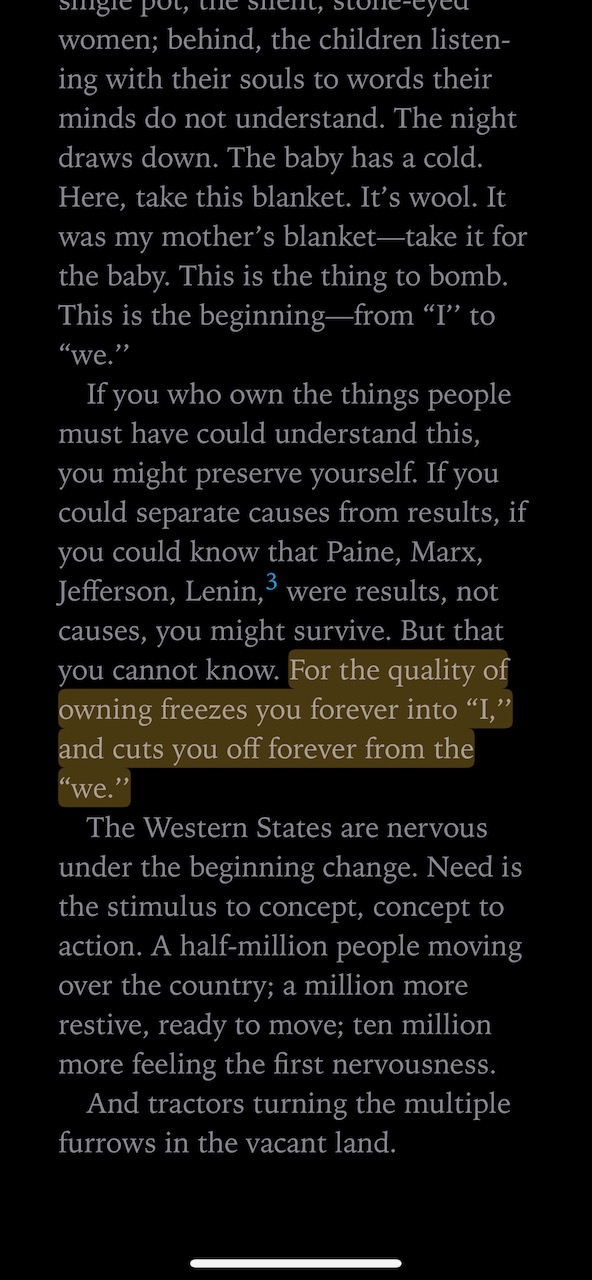 single pot, the silent, stone-eyed
women; behind, the children listen-
ing with their souls to words their
minds do not understand. The night
draws down. The baby has a cold.
Here, take this blanket. It’s wool. It
was my mother’s blanket—take it for
the baby. This is the thing to bomb.
This is the beginning—from “I’’ to
“we.’’
If you who own the things people
must have could understand this,
you might preserve yourself. If you
could separate causes from results, if
you could know that Paine, Marx,
Jefferson, Lenin,3 were results, not
causes, you might survive. But that
you cannot know. For the quality of
owning freezes you forever into “I,’’
and cuts you off forever from the
“we.’’
The Western States are nervous
under the beginning change. Need is
the stimulus to concept, concept to
action. A half-million people moving
over the country; a million more
restive, ready to move; ten million
more feeling the first nervousness.
And tractors turning the multiple
furrows in the vacant land.